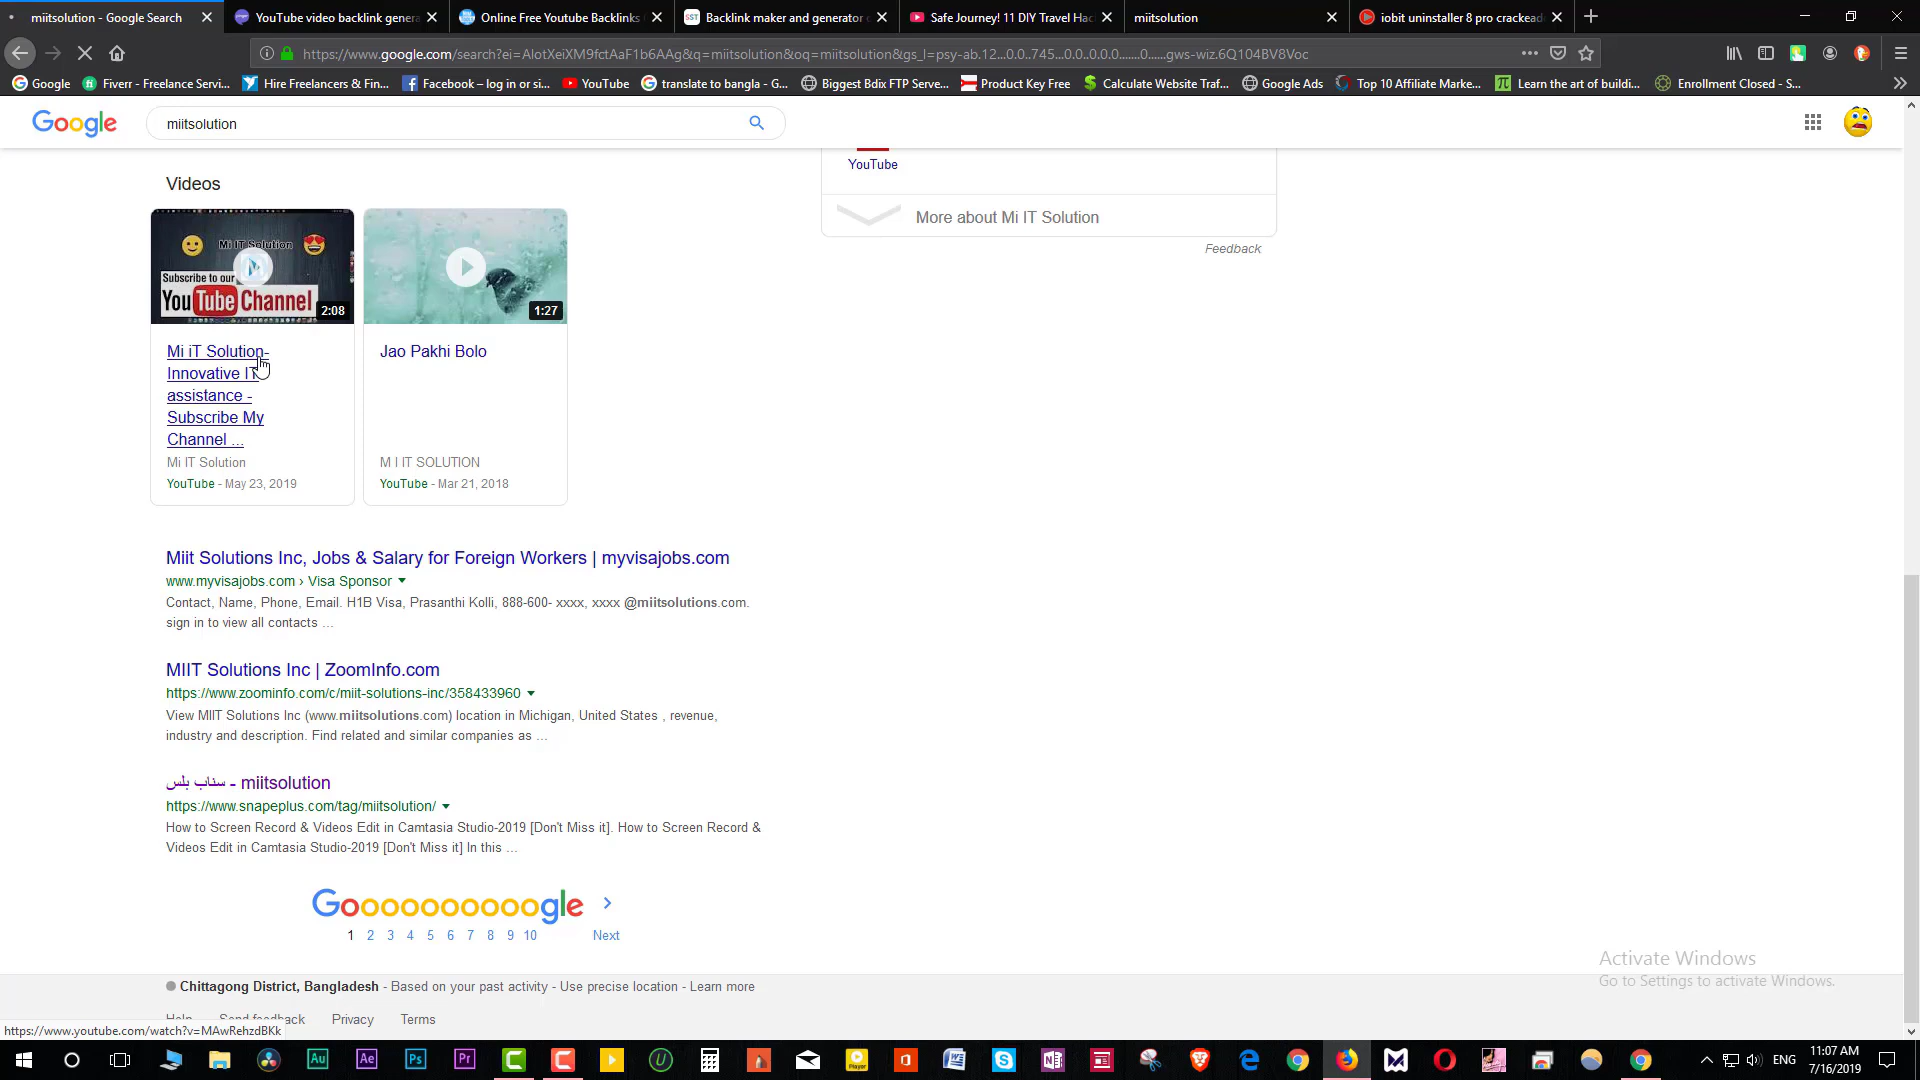 miitsolution - Google Search
YouTube video backlink genera
Online Free Youtube Backlinks
Backlink maker and generator
Safe Journey! 11 DIY Travel Hac
miitsolution
iobit uninstaller 8 pro crackead
https://www.google.com/search?ei=AlotXeiXM9fctAaF1b6AAg&q=miitsolution&oq=miitsolution&gs_l=psy-ab.12...0.0..745...0.0..0.0.0.......0......gws-wiz.6Q104BV8Voc
Google
Fiverr - Freelance Servi...
Hire Freelancers & Fin...
Facebook – log in or si...
YouTube
translate to bangla - G...
Biggest Bdix FTP Serve...
Product Key Free
Calculate Website Traf...
Google Ads
Top 10 Affiliate Marke...
Learn the art of buildi...
Enrollment Closed - S...
Google
miitsolution
YouTube
More about Mi IT Solution
Feedback
Videos
Mi IT Solution
Subscribe to our
YouTube Channel
2:08
1:27
Mi iT Solution-
Innovative IT
assistance -
Subscribe My
Channel ...
Mi IT Solution
YouTube - May 23, 2019
Jao Pakhi Bolo
M I IT SOLUTION
YouTube - Mar 21, 2018
Miit Solutions Inc, Jobs & Salary for Foreign Workers | myvisajobs.com
www.myvisajobs.com › Visa Sponsor
Contact, Name, Phone, Email. H1B Visa, Prasanthi Kolli, 888-600- xxxx, xxxx @miitsolutions.com.
sign in to view all contacts ...
MIIT Solutions Inc | ZoomInfo.com
https://www.zoominfo.com/c/miit-solutions-inc/358433960
View MIIT Solutions Inc (www.miitsolutions.com) location in Michigan, United States , revenue,
industry and description. Find related and similar companies as ...
miitsolution - سناب بلس
https://www.snapeplus.com/tag/miitsolution/
How to Screen Record & Videos Edit in Camtasia Studio-2019 [Don't Miss it]. How to Screen Record &
Videos Edit in Camtasia Studio-2019 [Don't Miss it] In this ...
Goooooooooogle
1 2 3 4 5 6 7 8 9 10 Next
Activate Windows
Go to Settings to activate Windows.
Chittagong District, Bangladesh - Based on your past activity - Use precise location - Learn more
Help Send feedback Privacy Terms
https://www.youtube.com/watch?v=MAwRehzdBKk
ENG
11:07 AM
7/16/2019